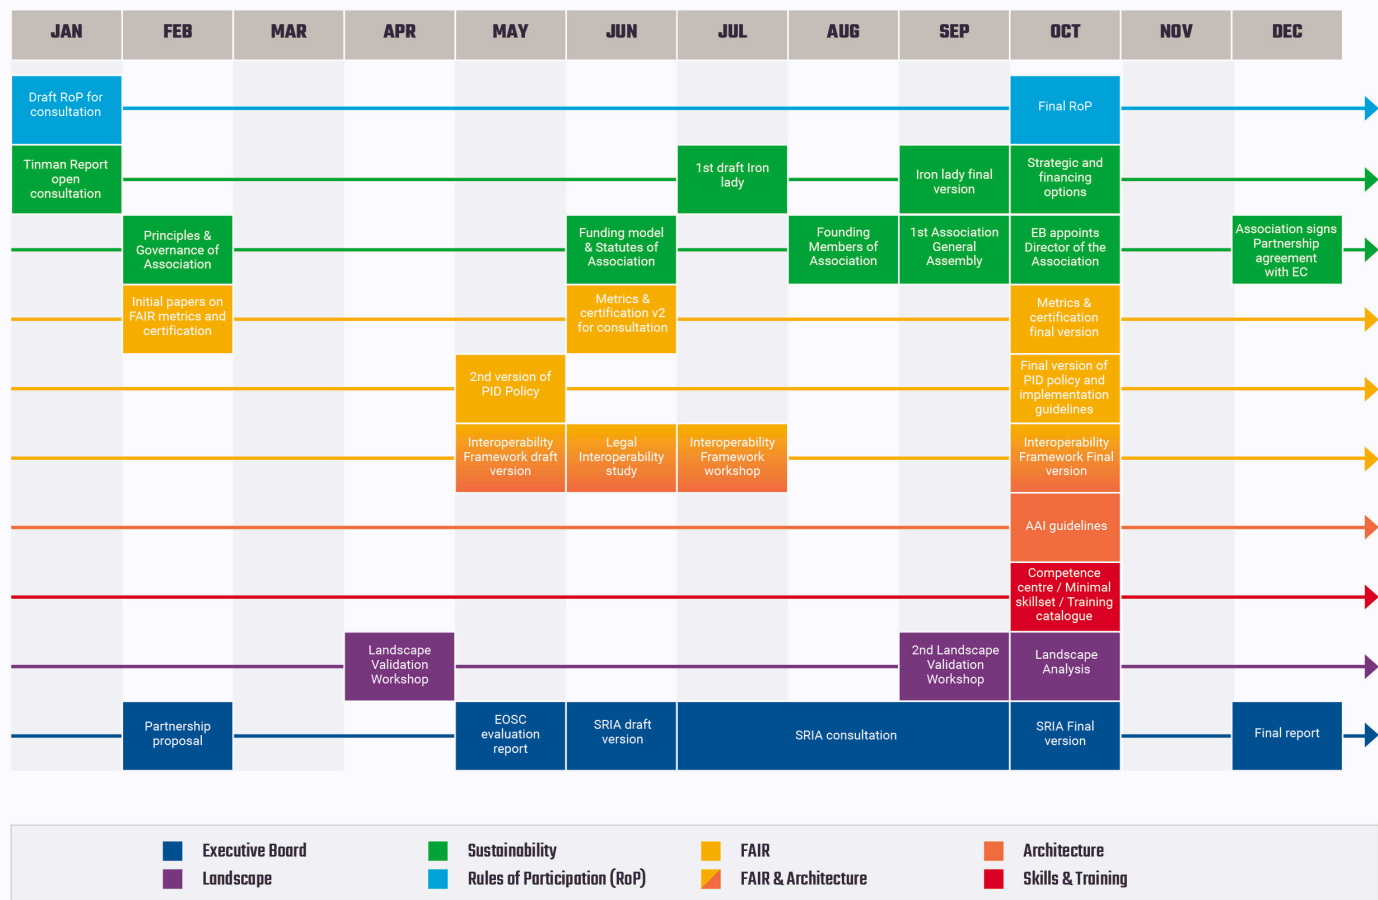 JAN FEB MAR APR MAY JUN JUL AUG SEP OCT NOV DEC
Draft RoP for
consultation
Final RoP
Tinman Report
open
consultation
1st draft Iron
lady
Iron lady final
version
Strategic and
financing
options
Principles &
Governance of
Association
Funding model
& Statutes of
Association
Founding
Members of
Association
1st Association
General
Assembly
EB appoints
Director of the
Association
Association signs
Partnership
agreement
with EC
Initial papers on
FAIR metrics and
certification
Metrics &
certification v2
for consultation
Metrics &
certification
final version
2nd version of
PID Policy
Final version of
PID policy and
implementation
guidelines
Interoperability
Framework draft
version
Legal
Interoperability
study
Interoperability
Framework
workshop
Interoperability
Framework Final
version
AAI guidelines
Competence
centre / Minimal
skillset / Training
catalogue
Landscape
Validation
Workshop
2nd Landscape
Validation
Workshop
Landscape
Analysis
Partnership
proposal
EOSC
evaluation
report
SRIA draft
version
SRIA consultation
SRIA Final
version
Final report
Executive Board
Sustainability
FAIR
Architecture
Landscape
Rules of Participation (RoP)
FAIR & Architecture
Skills & Training